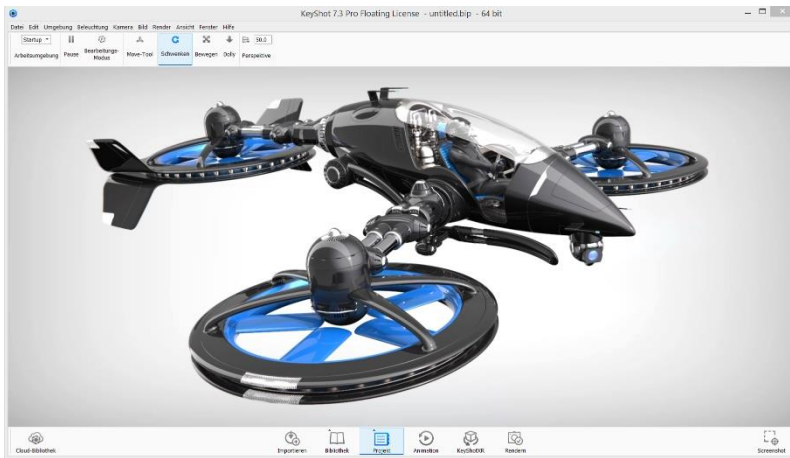 KeyShot 7.3 Pro Floating License - untitled.bip - 64 bit
Datei Edit Umgebung Beleuchtung Kamera Bild Render Ansicht Fenster Hilfe
Startup 50.0
Arbeitsumgebung Pause Bearbeitungs-Modus Move-Tool Schwenken Bewegen Dolly Perspektive
Cloud-Bibliothek Importieren Bibliothek Projekt Animation KeyShotXR Rendern Screenshot